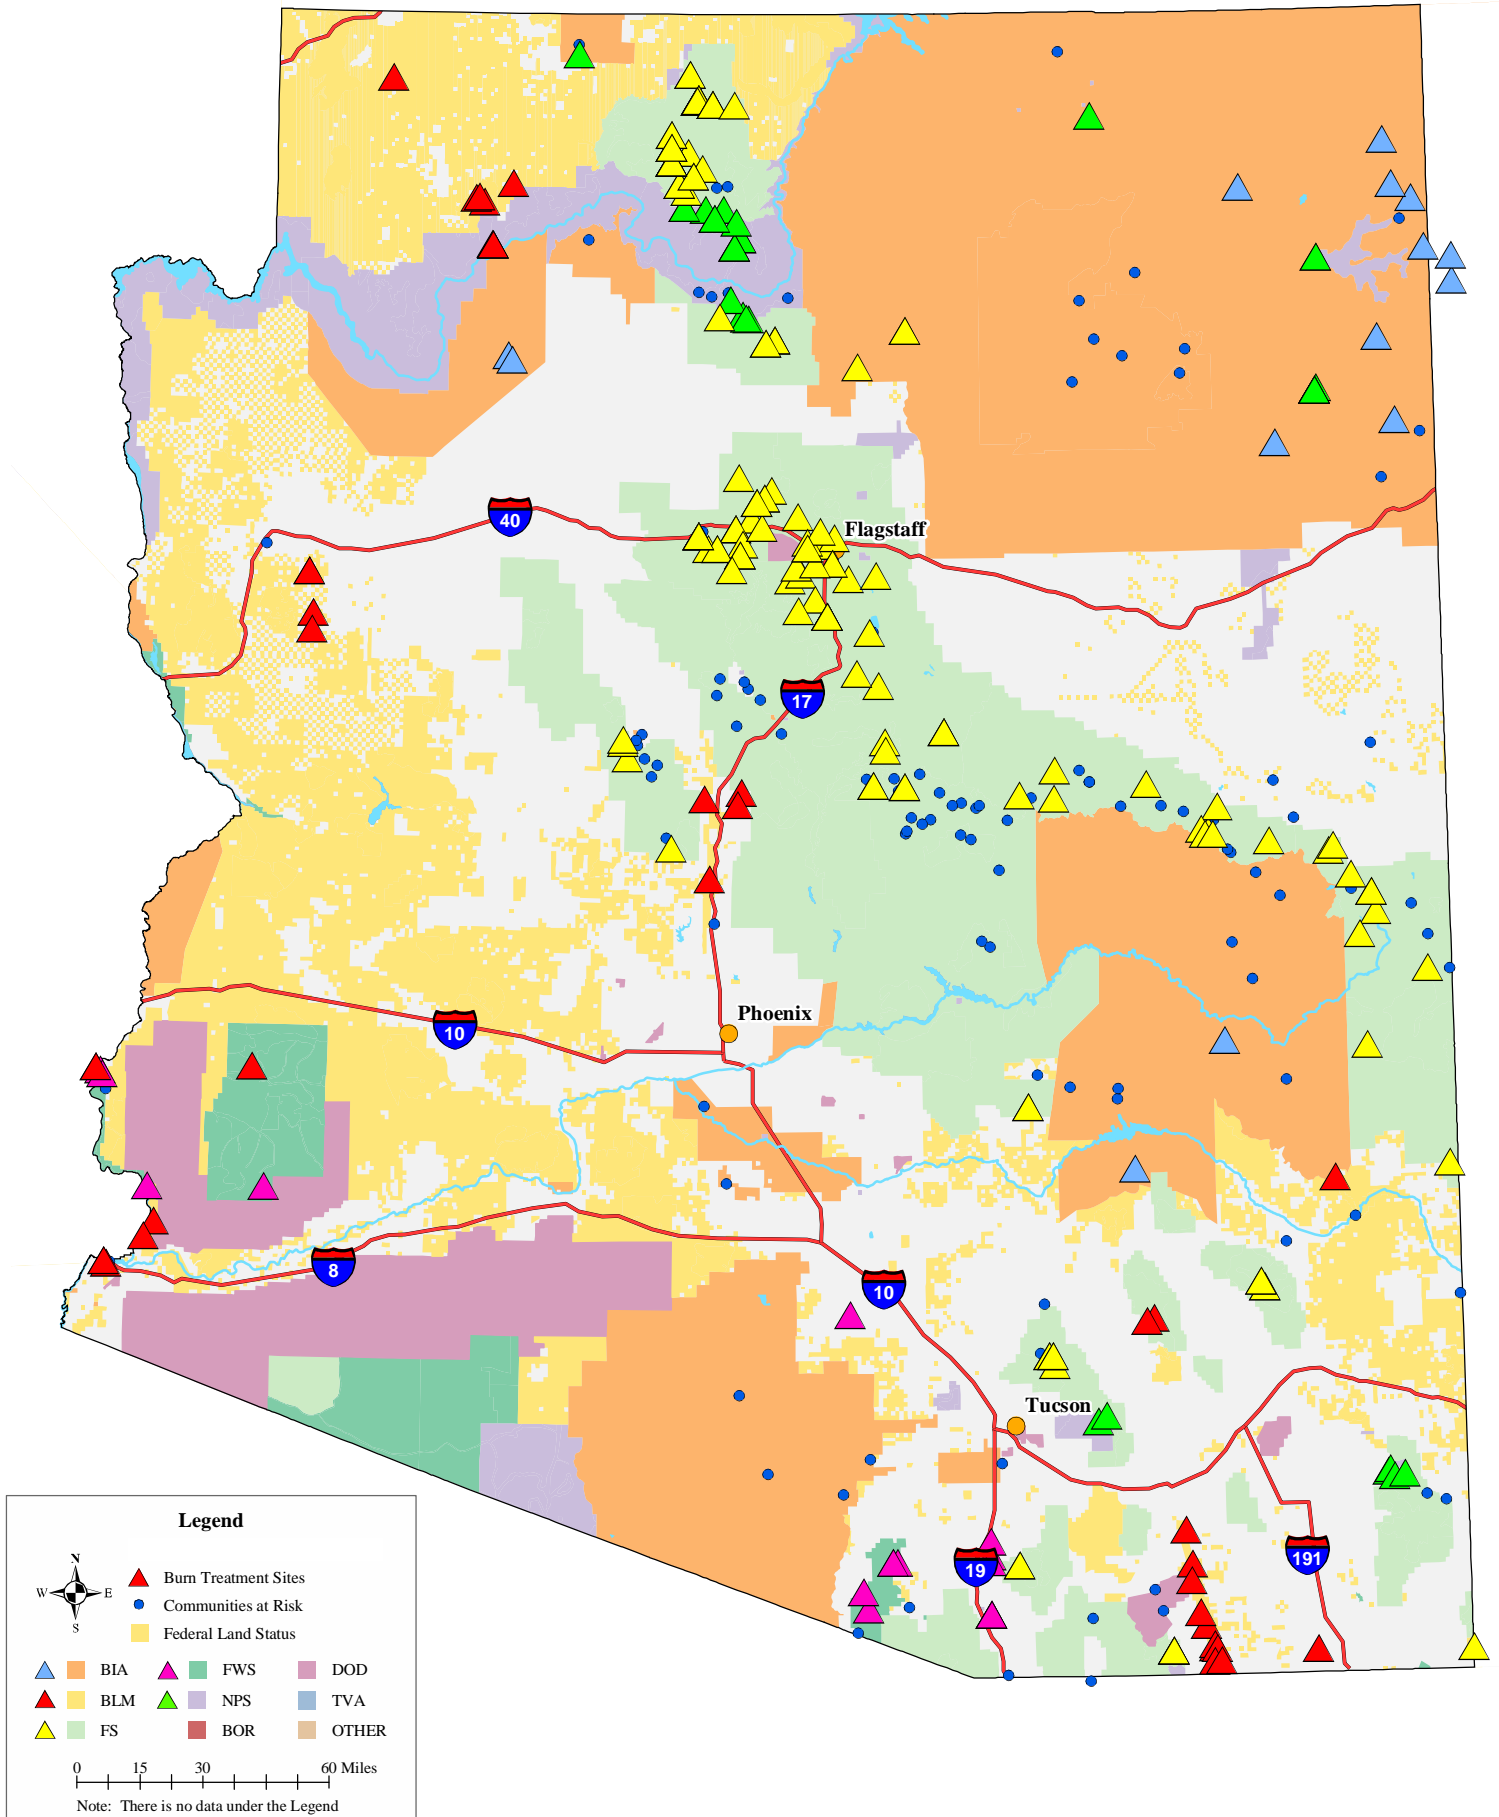 40
Flagstaff
17
Phoenix
10
8
10
Tucson
19
191
Legend
N
W E
S
Burn Treatment Sites
Communities at Risk
Federal Land Status
BIA FWS DOD
BLM NPS TVA
FS BOR OTHER
0 15 30 60 Miles
Note: There is no data under the Legend